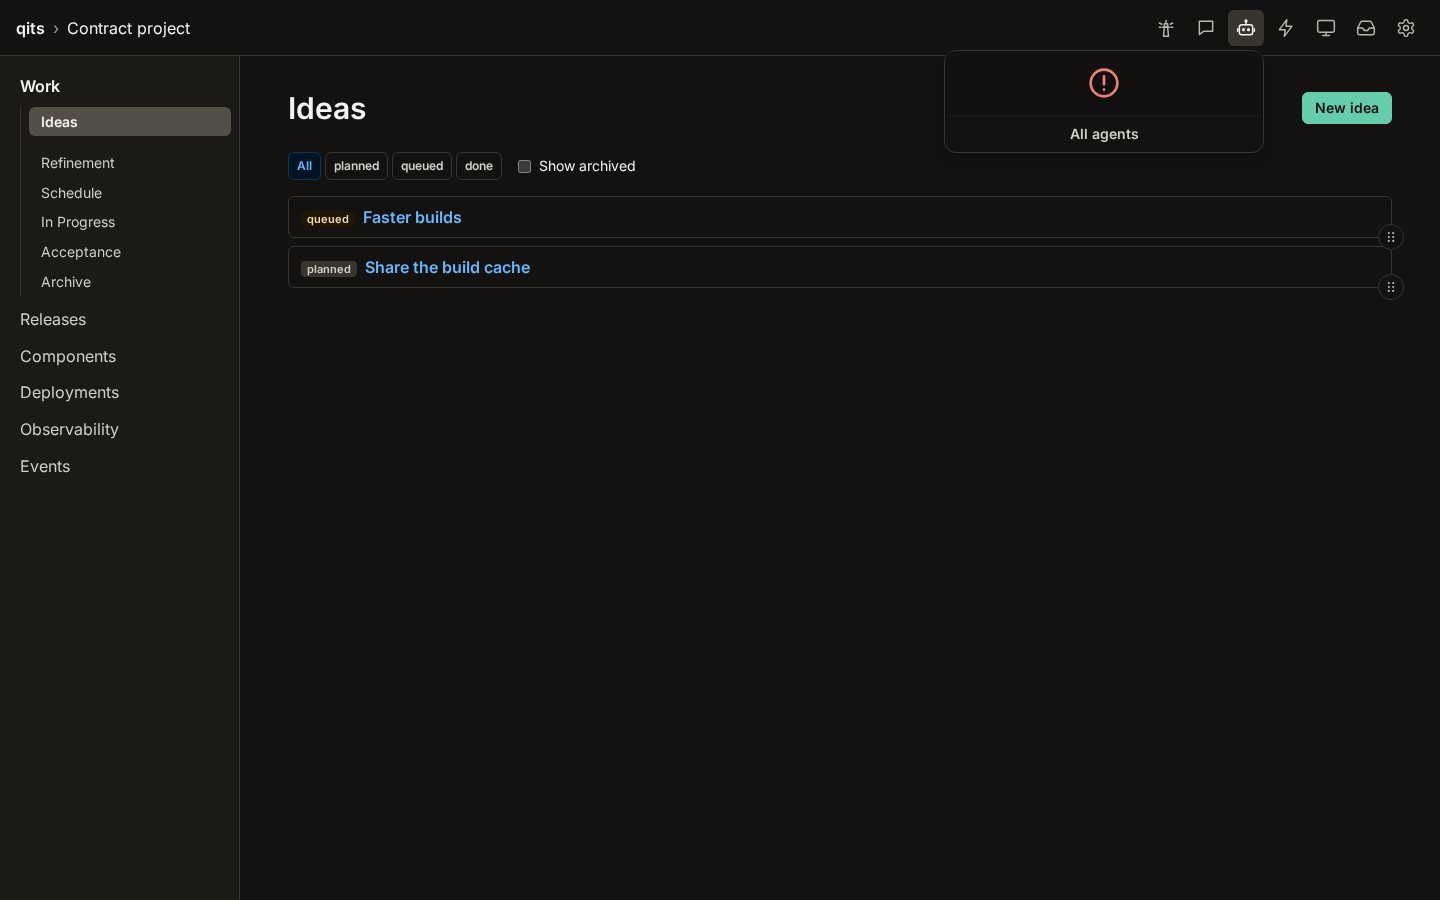 qits › Contract project
Work
Ideas
Refinement
Schedule
In Progress
Acceptance
Archive
Releases
Components
Deployments
Observability
Events
All agents
Ideas
New idea
All planned queued done Show archived
queued Faster builds
planned Share the build cache